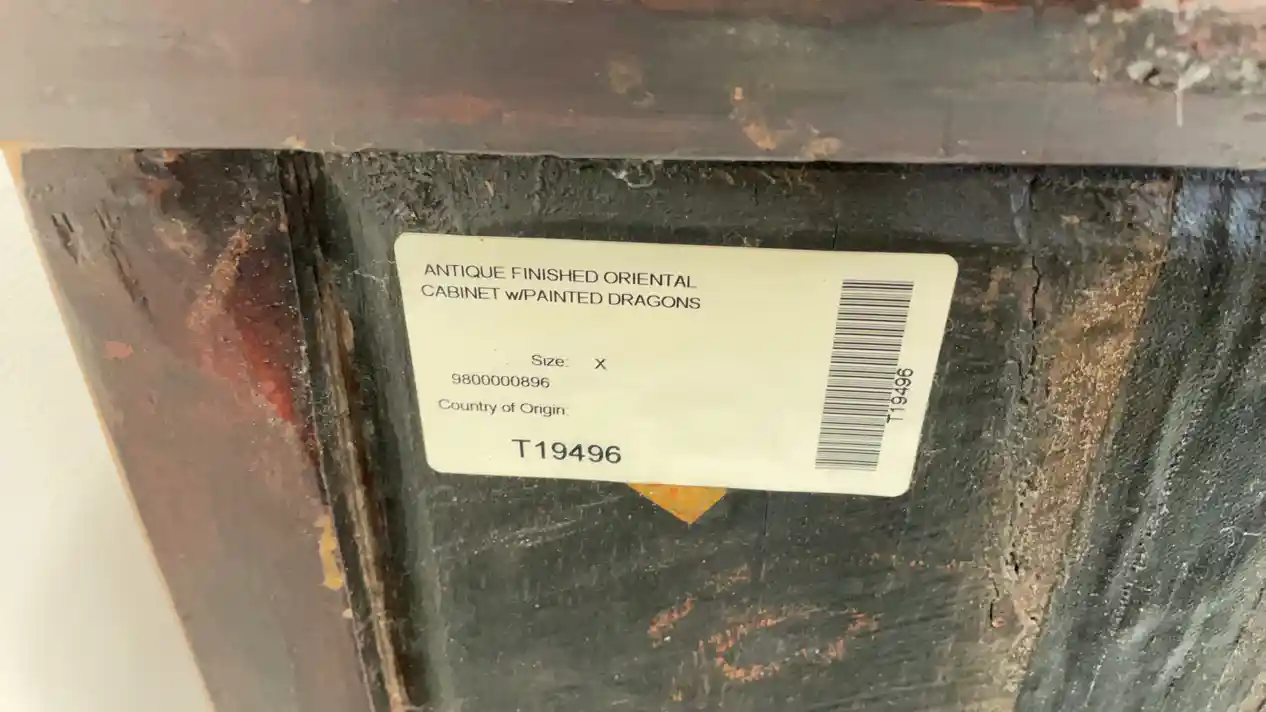 ANTIQUE FINISHED ORIENTAL
CABINET w/PAINTED DRAGONS
Size: X
9800000896
Country of Origin:
T19496
T19496